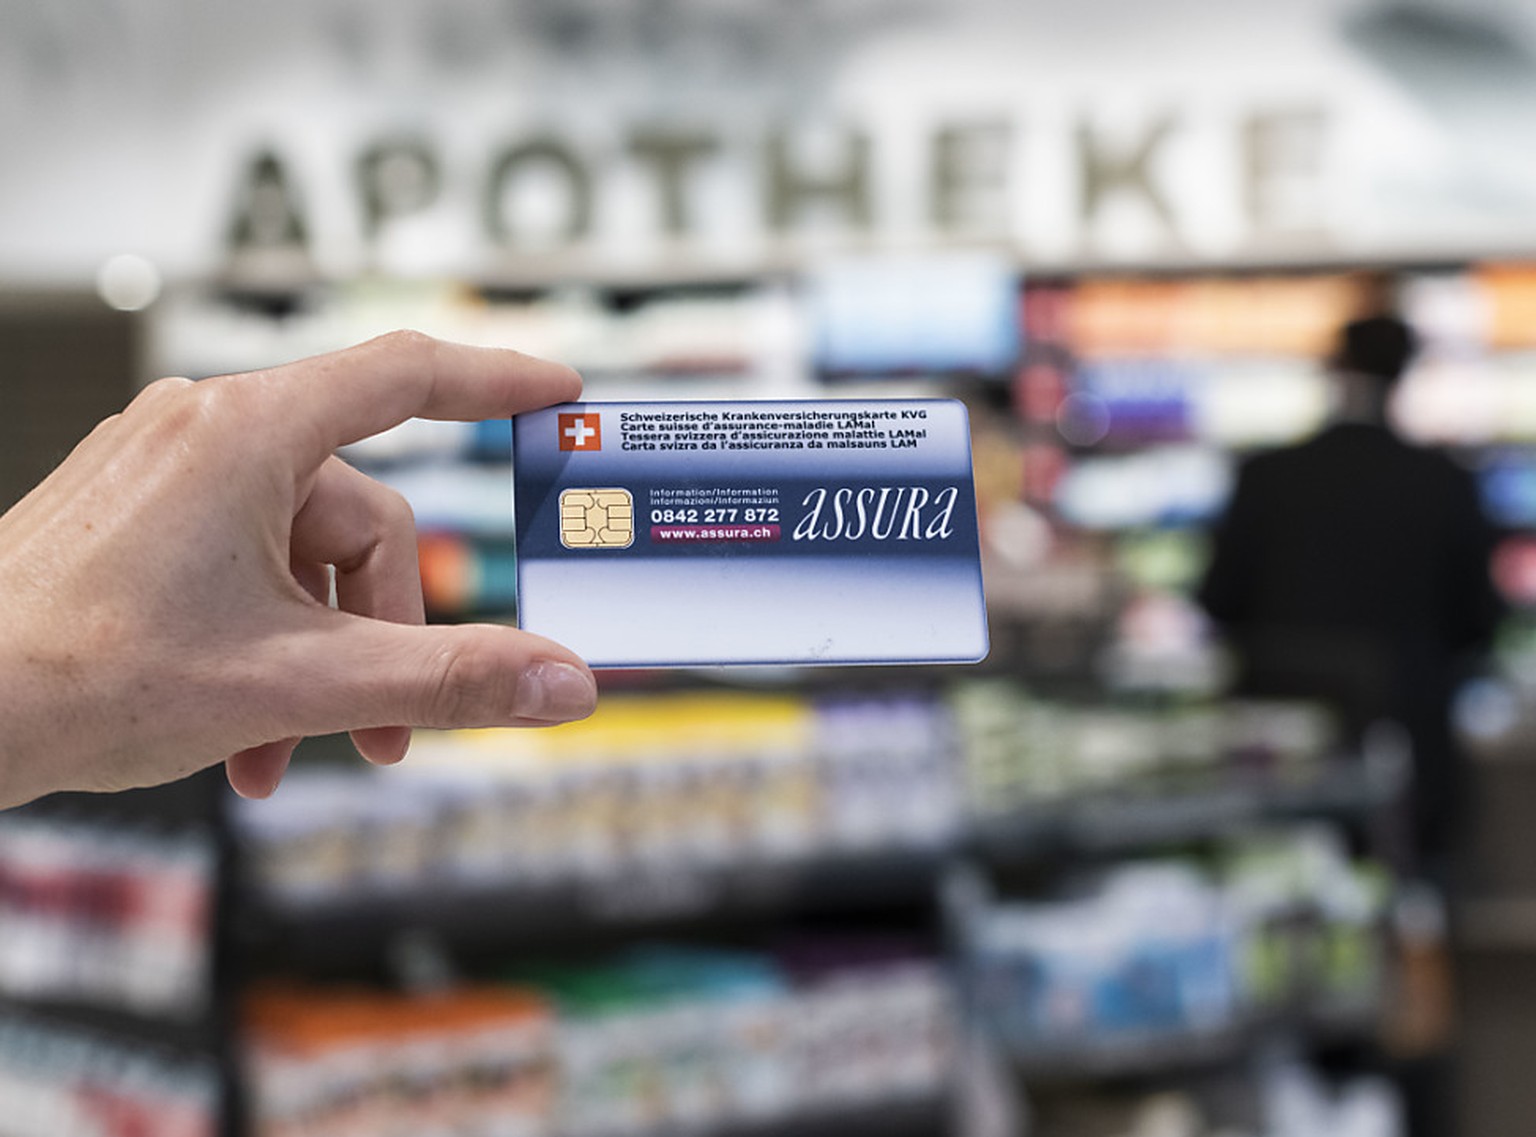 APOTHEKE
Schweizerische Krankenversicherungskarte KVG
Carte suisse d'assurance-maladie LAMal
Tessera svizzera d'assicurazione malattie LAMal
Carta svizra da l'assicuranza da malsauns LAM
Information/Information
Informazioni/Informaziun
0842 277 872
www.assura.ch
assura